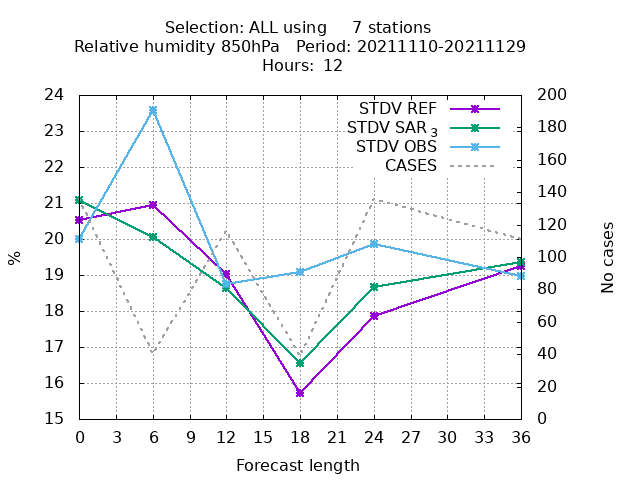 Selection: ALL using     7 stations
Relative humidity 850hPa   Period: 20211110-20211129
Hours: 12
STDV REF
STDV SAR3
STDV OBS
CASES
%
24
23
22
21
20
19
18
17
16
15
200
180
160
140
120
100
80
60
40
20
0
No cases
0 3 6 9 12 15 18 21 24 27 30 33 36
Forecast length